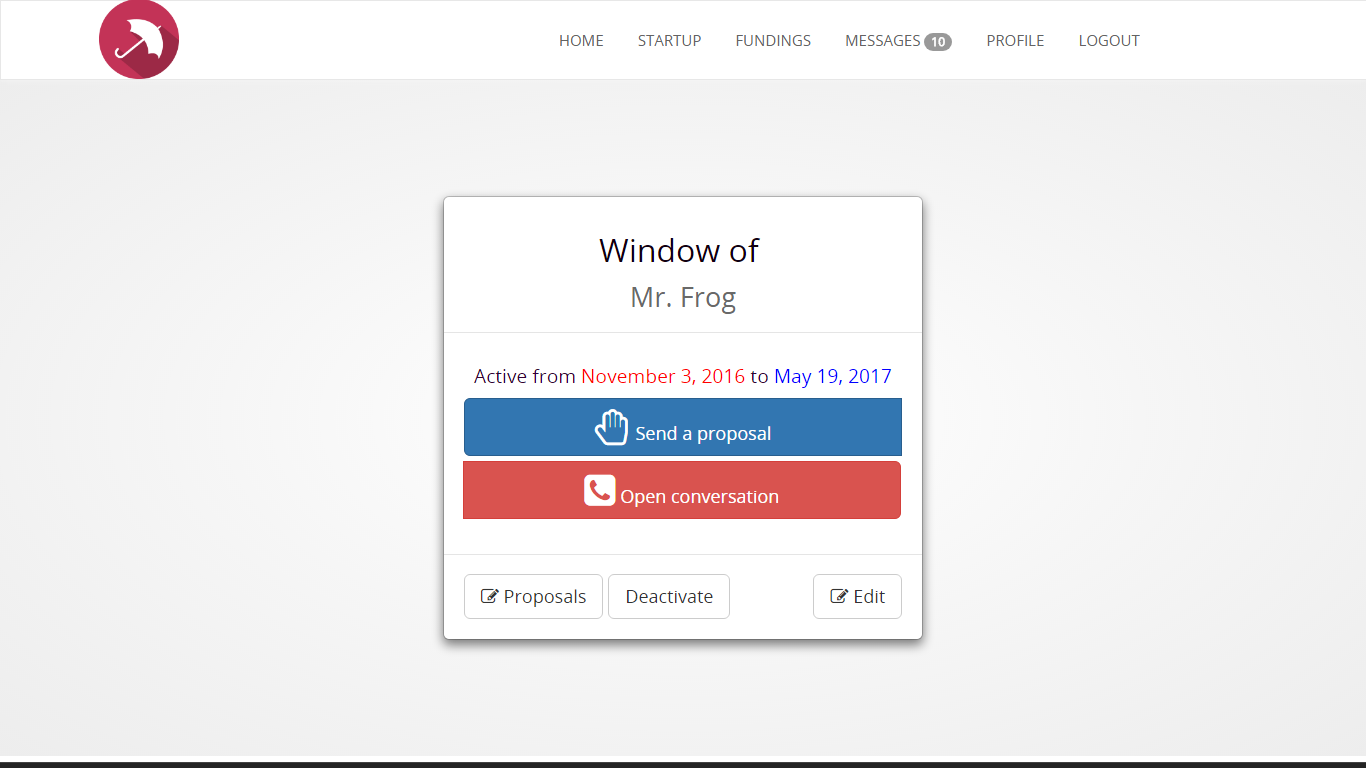 HOME STARTUP FUNDINGS MESSAGES 10 PROFILE LOGOUT
Window of
Mr. Frog
Active from November 3, 2016 to May 19, 2017
Send a proposal
Open conversation
Proposals Deactivate Edit